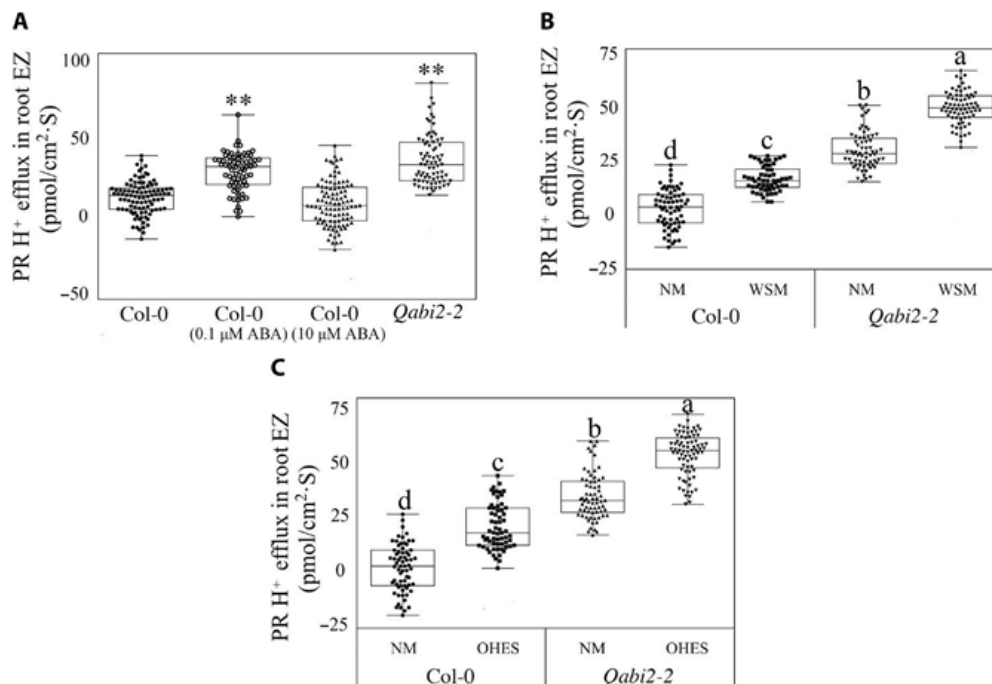 A
PR H⁺ efflux in root EZ
(pmol/cm²·S)
100
50
0
−50
**
**
Col-0
Col-0
(0.1 μM ABA)
Col-0
(10 μM ABA)
Qabi2-2
B
PR H⁺ efflux in root EZ
(pmol/cm²·S)
75
50
25
0
−25
d
c
b
a
NM
WSM
NM
WSM
Col-0
Qabi2-2
C
PR H⁺ efflux in root EZ
(pmol/cm²·S)
75
50
25
0
−25
d
c
b
a
NM
OHES
NM
OHES
Col-0
Qabi2-2